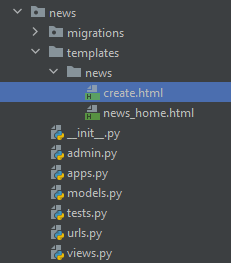 news
migrations
templates
news
create.html
news_home.html
__init__.py
admin.py
apps.py
models.py
tests.py
urls.py
views.py